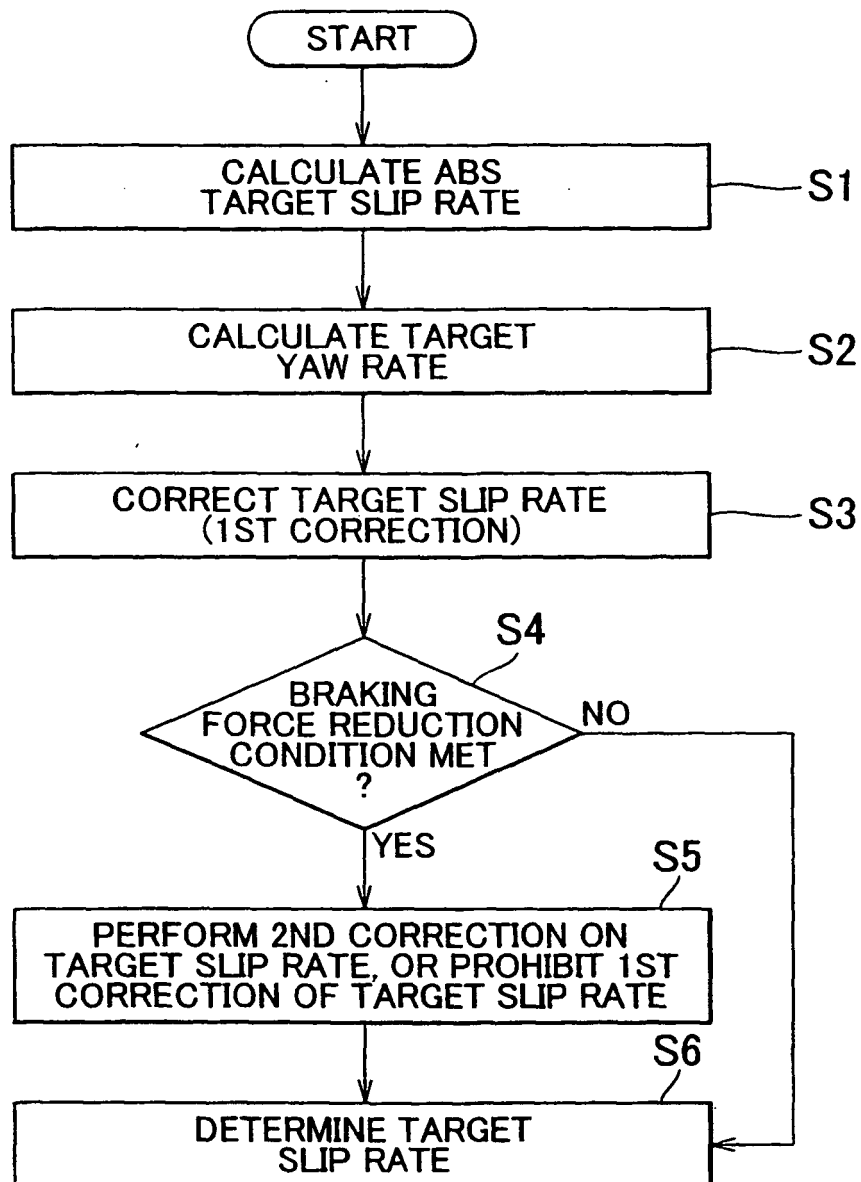 START
CALCULATE ABS
TARGET SLIP RATE
S1
CALCULATE TARGET
YAW RATE
S2
CORRECT TARGET SLIP RATE
(1ST CORRECTION)
S3
S4
BRAKING
FORCE REDUCTION
CONDITION MET
?
NO
YES
S5
PERFORM 2ND CORRECTION ON
TARGET SLIP RATE, OR PROHIBIT 1ST
CORRECTION OF TARGET SLIP RATE
S6
DETERMINE TARGET
SLIP RATE